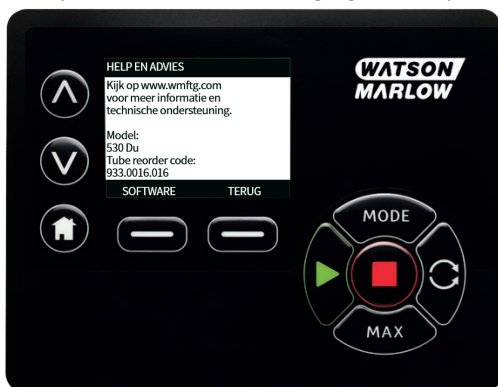 HELP EN ADVIES
Kijk op www.wmftg.com
voor meer informatie en
technische ondersteuning.
Model:
530 Du
Tube reorder code:
933.0016.016
SOFTWARE TERUG
WATSON
MARLOW
MODE
MAX